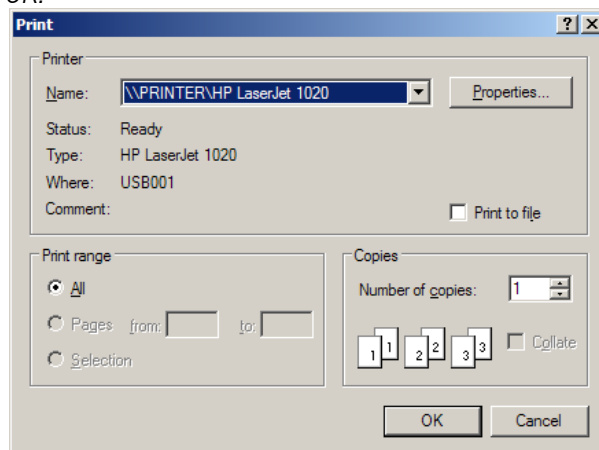 OK.
Print
Printer
Name: \\PRINTER\HP LaserJet 1020 Properties...
Status: Ready
Type: HP LaserJet 1020
Where: USB001
Comment: Print to file
Print range
All
Pages from: to:
Selection
Copies
Number of copies: 1
1 1 2 2 3 3 Collate
OK Cancel